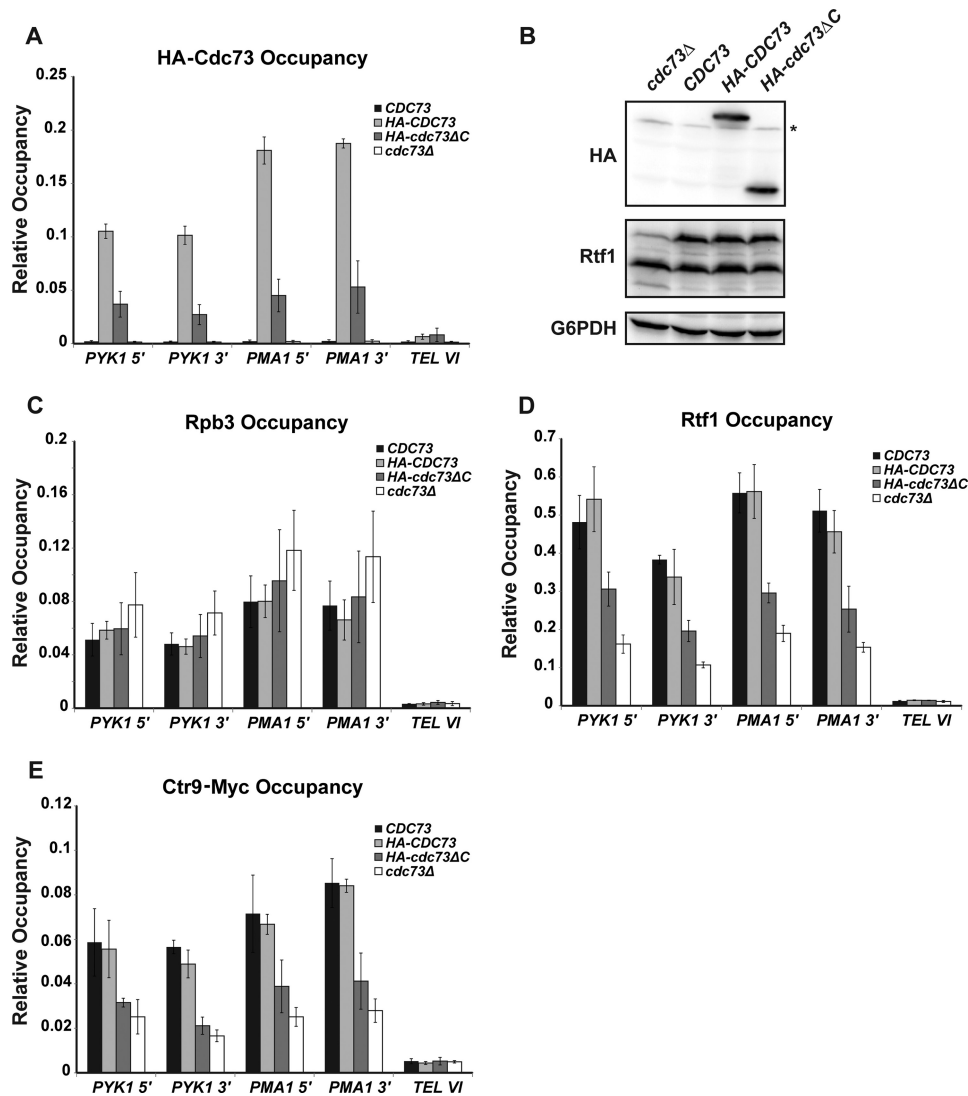 A
HA-Cdc73 Occupancy
Relative Occupancy
0.25
0.2
0.15
0.1
0.05
0
CDC73
HA-CDC73
HA-cdc73ΔC
cdc73Δ
PYK1 5' PYK1 3' PMA1 5' PMA1 3' TEL VI
B
cdc73Δ CDC73 HA-CDC73 HA-cdc73ΔC
HA
*
Rtf1
G6PDH
C
Rpb3 Occupancy
Relative Occupancy
0.2
0.16
0.12
0.08
0.04
0
CDC73
HA-CDC73
HA-cdc73ΔC
cdc73Δ
PYK1 5' PYK1 3' PMA1 5' PMA1 3' TEL VI
D
Rtf1 Occupancy
Relative Occupancy
0.7
0.6
0.5
0.4
0.3
0.2
0.1
0
CDC73
HA-CDC73
HA-cdc73ΔC
cdc73Δ
PYK1 5' PYK1 3' PMA1 5' PMA1 3' TEL VI
E
Ctr9-Myc Occupancy
Relative Occupancy
0.12
0.1
0.08
0.06
0.04
0.02
0
CDC73
HA-CDC73
HA-cdc73ΔC
cdc73Δ
PYK1 5' PYK1 3' PMA1 5' PMA1 3' TEL VI